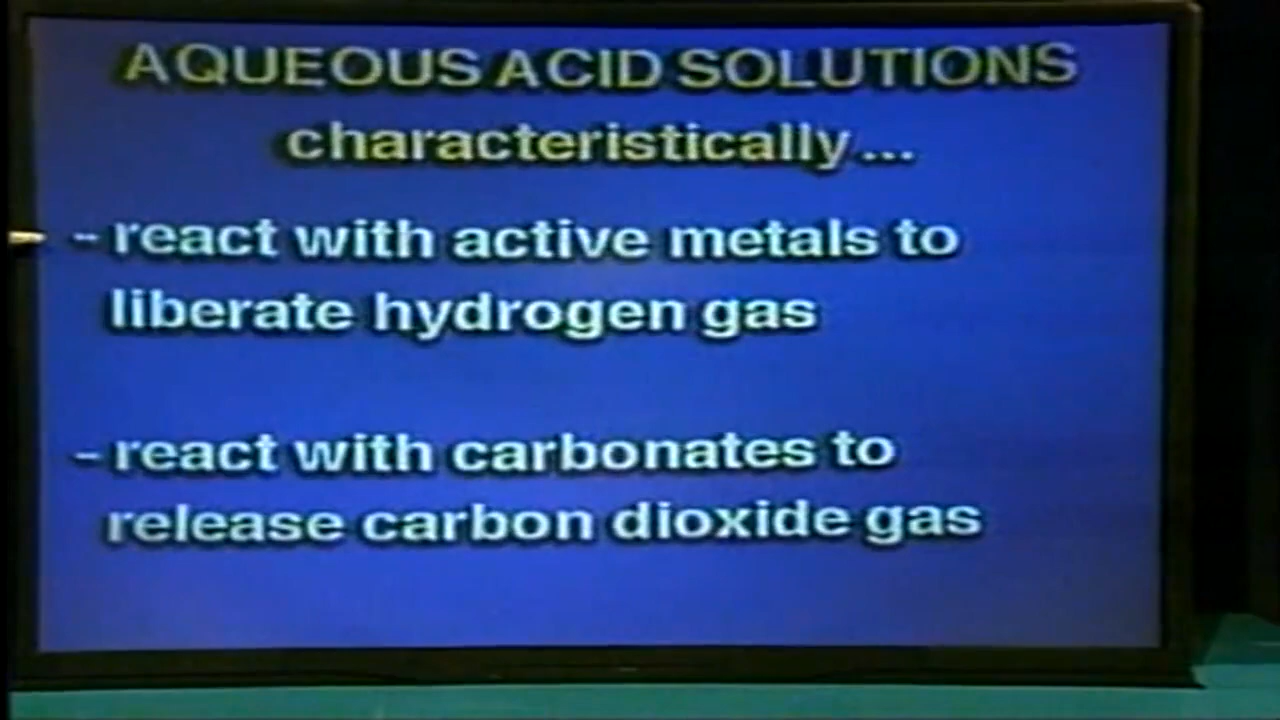 AQUEOUS ACID SOLUTIONS
characteristically...
- react with active metals to
liberate hydrogen gas
- react with carbonates to
release carbon dioxide gas